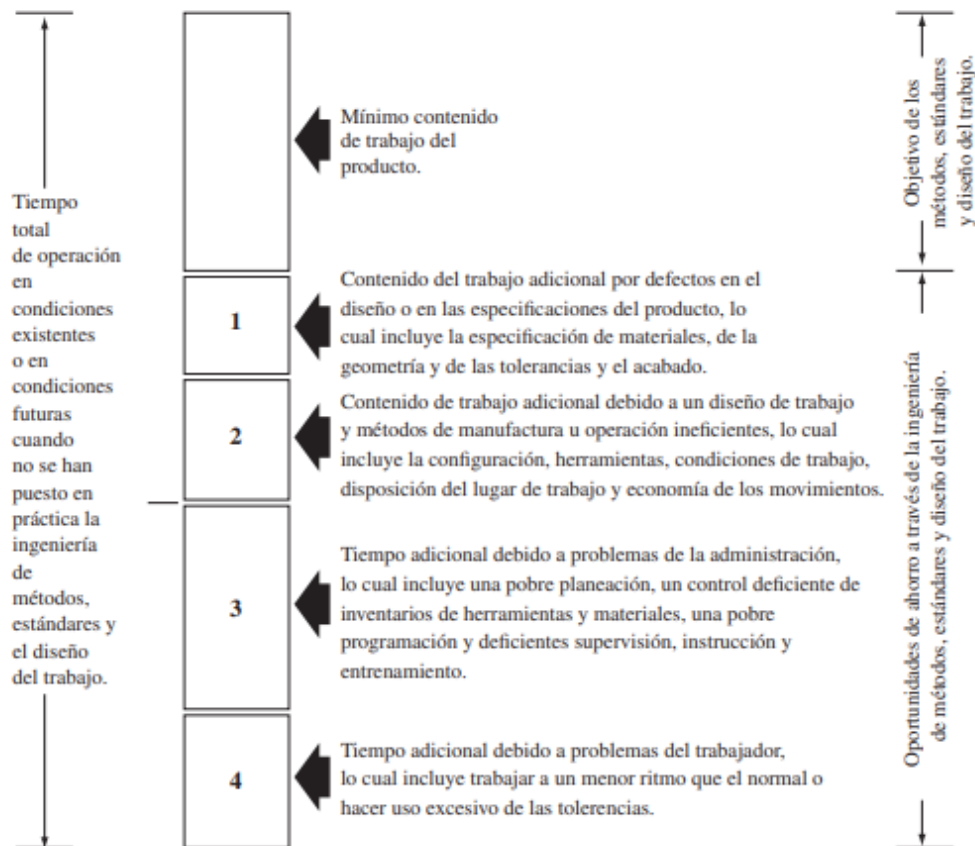 Tiempo
total
de operación
en
condiciones
existentes
o en
condiciones
futuras
cuando
no se han
puesto en
práctica la
ingeniería
de
métodos,
estándares y
el diseño
del trabajo.
Mínimo contenido
de trabajo del
producto.
1
Contenido del trabajo adicional por defectos en el
diseño o en las especificaciones del producto, lo
cual incluye la especificación de materiales, de la
geometría y de las tolerancias y el acabado.
2
Contenido de trabajo adicional debido a un diseño de trabajo
y métodos de manufactura u operación ineficientes, lo cual
incluye la configuración, herramientas, condiciones de trabajo,
disposición del lugar de trabajo y economía de los movimientos.
3
Tiempo adicional debido a problemas de la administración,
lo cual incluye una pobre planeación, un control deficiente de
inventarios de herramientas y materiales, una pobre
programación y deficientes supervisión, instrucción y
entrenamiento.
4
Tiempo adicional debido a problemas del trabajador,
lo cual incluye trabajar a un menor ritmo que el normal o
hacer uso excesivo de las tolerencias.
Objetivo de los
métodos, estándares
y diseño del trabajo.
Oportunidades de ahorro a través de la ingeniería
de métodos, estándares y diseño del trabajo.